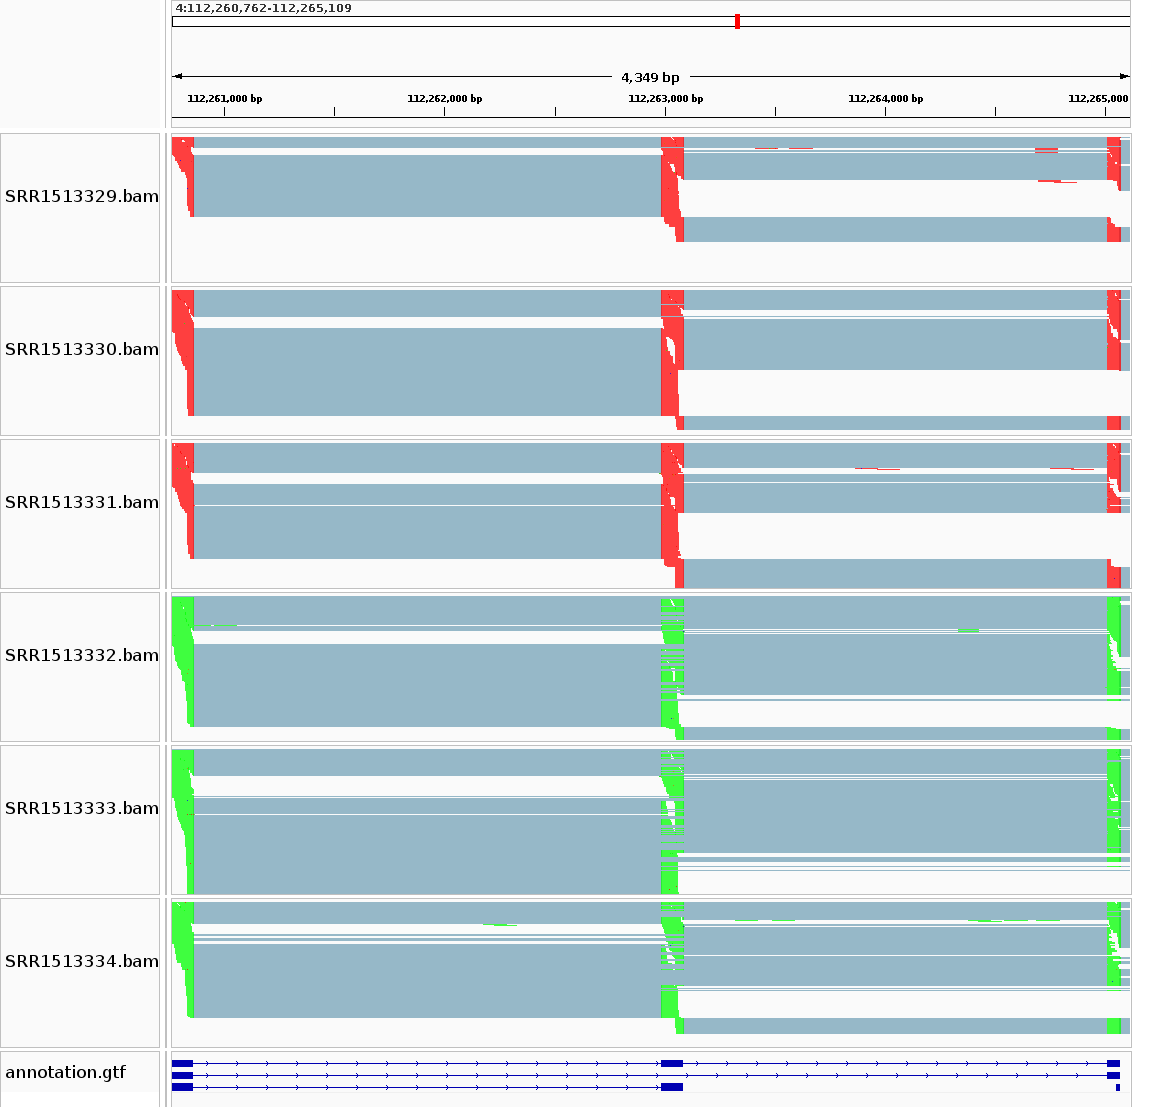 4:112,260,762-112,265,109
4,349 bp
112,261,000 bp 112,262,000 bp 112,263,000 bp 112,264,000 bp 112,265,000
SRR1513329.bam
SRR1513330.bam
SRR1513331.bam
SRR1513332.bam
SRR1513333.bam
SRR1513334.bam
annotation.gtf